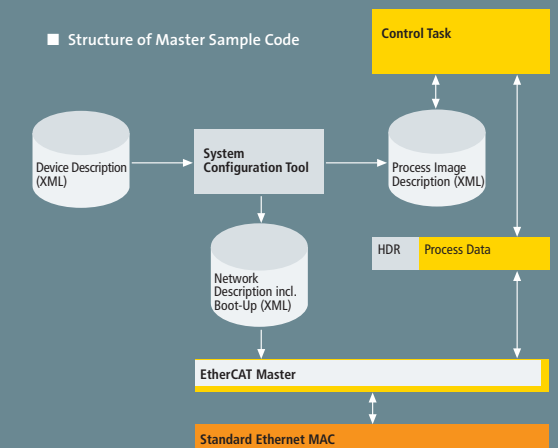 ■ Structure of Master Sample Code
Control Task
Device Description
(XML)
System
Configuration Tool
Process Image
Description (XML)
HDR
Process Data
Network
Description incl.
Boot-Up (XML)
EtherCAT Master
Standard Ethernet MAC